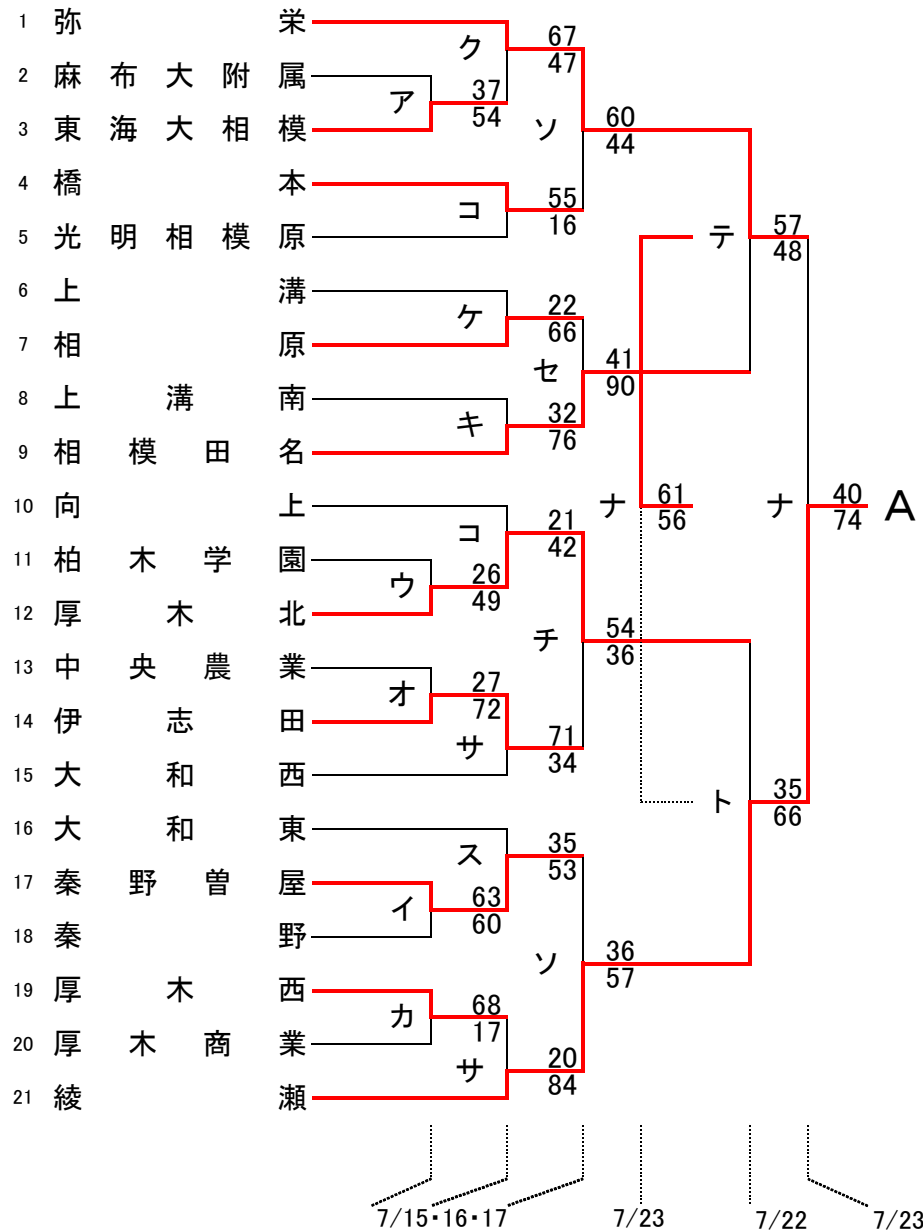 1 弥栄
ク 67
47
2 麻布大附属
ア 37
54
3 東海大相模
ソ 60
44
4 橋本
コ 55
16
5 光明相模原
テ 57
48
6 上溝
ケ 22
66
7 相原
セ 41
90
8 上溝南
キ 32
76
9 相模田名
ナ 61
56
ナ 40
74
A
10 向上
コ 21
42
11 柏木学園
ウ 26
49
12 厚木北
チ 54
36
13 中央農業
オ 27
72
14 伊志田
サ 71
34
15 大和西
ト 35
66
16 大和東
ス 35
53
17 秦野曽屋
イ 63
60
18 秦野
ソ 36
57
19 厚木西
カ 68
17
20 厚木商業
サ 20
84
21 綾瀬
7/15・16・17 7/23 7/22 7/23